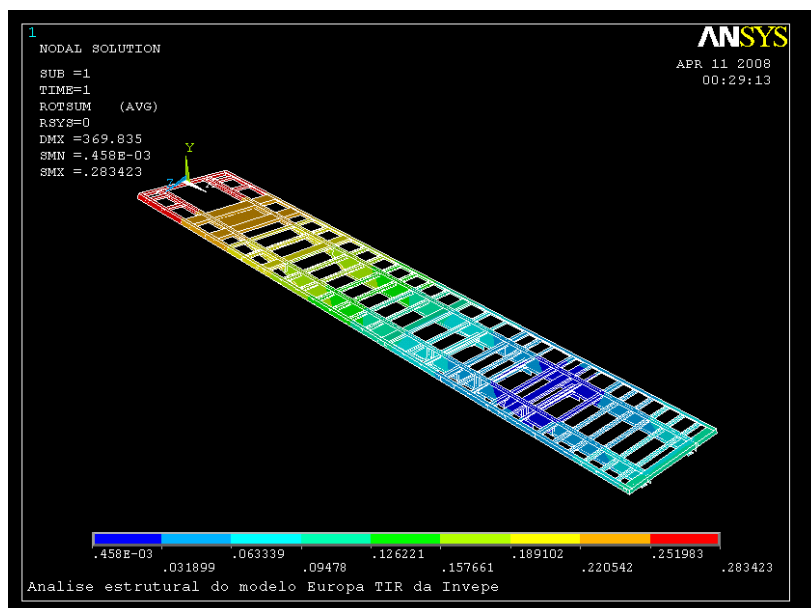 1
NODAL SOLUTION
SUB =1
TIME=1
ROTSUM (AVG)
RSYS=0
DMX =369.835
SMN =.458E-03
SMX =.283423
ANSYS
APR 11 2008
00:29:13
Y
Z
X
.458E-03 .063339 .126221 .189102 .251983
.031899 .09478 .157661 .220542 .283423
Analise estrutural do modelo Europa TIR da Invepe